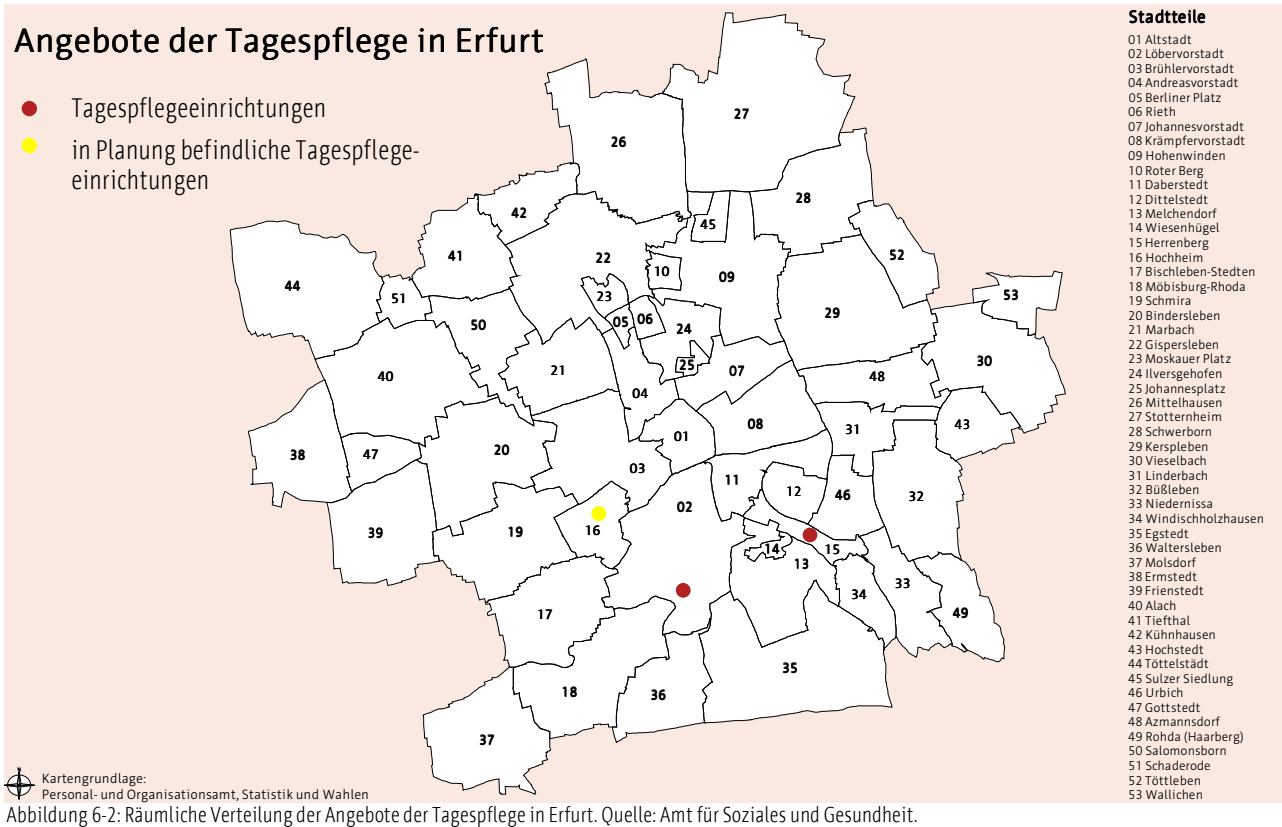 Angebote der Tagespflege in Erfurt
Tagespflegeeinrichtungen
in Planung befindliche Tagespflege-
einrichtungen
27
26
28
42
45
41
22
52
44
10
09
51
23
53
50
05
06
24
29
30
25
21
07
40
48
04
01
08
31
43
38
47
20
03
11
12
46
32
02
39
19
16
14
15
13
33
34
17
49
35
18
36
37
Stadtteile
01 Altstadt
02 Löbervorstadt
03 Brühlervorstadt
04 Andreasvorstadt
05 Berliner Platz
06 Rieth
07 Johannesvorstadt
08 Krämpfervorstadt
09 Hohenwinden
10 Roter Berg
11 Daberstedt
12 Dittelstedt
13 Melchendorf
14 Wiesenhügel
15 Herrenberg
16 Hochheim
17 Bischleben-Stedten
18 Möbisburg-Rhoda
19 Schmira
20 Bindersleben
21 Marbach
22 Gispersleben
23 Moskauer Platz
24 Ilversgehofen
25 Johannesplatz
26 Mittelhausen
27 Stotternheim
28 Schwerborn
29 Kerspleben
30 Vieselbach
31 Linderbach
32 Büßleben
33 Niedernissa
34 Windischholzhausen
35 Egstedt
36 Waltersleben
37 Molsdorf
38 Ermstedt
39 Frienstedt
40 Alach
41 Tiefthal
42 Kühnhausen
43 Hochstedt
44 Töttelstädt
45 Sulzer Siedlung
46 Urbich
47 Gottstedt
48 Azmannsdorf
49 Rohda (Haarberg)
50 Salomonsborn
51 Schaderode
52 Töttleben
53 Wallichen
Kartengrundlage:
Personal- und Organisationsamt, Statistik und Wahlen
Abbildung 6-2: Räumliche Verteilung der Angebote der Tagespflege in Erfurt. Quelle: Amt für Soziales und Gesundheit.